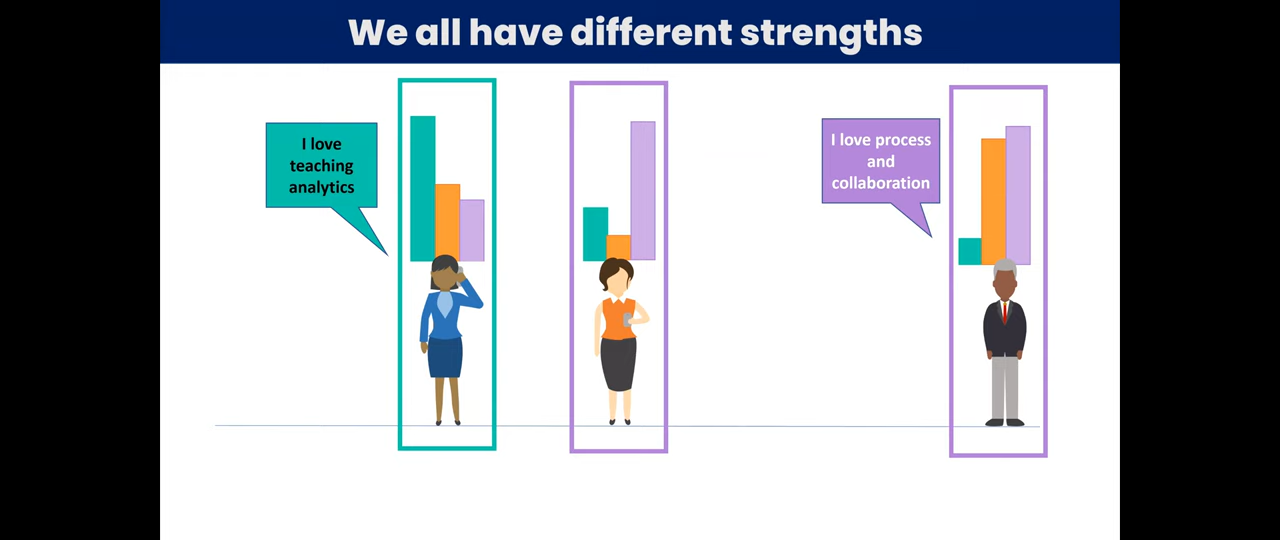 We all have different strengths
I love
teaching
analytics
I love process
and
collaboration